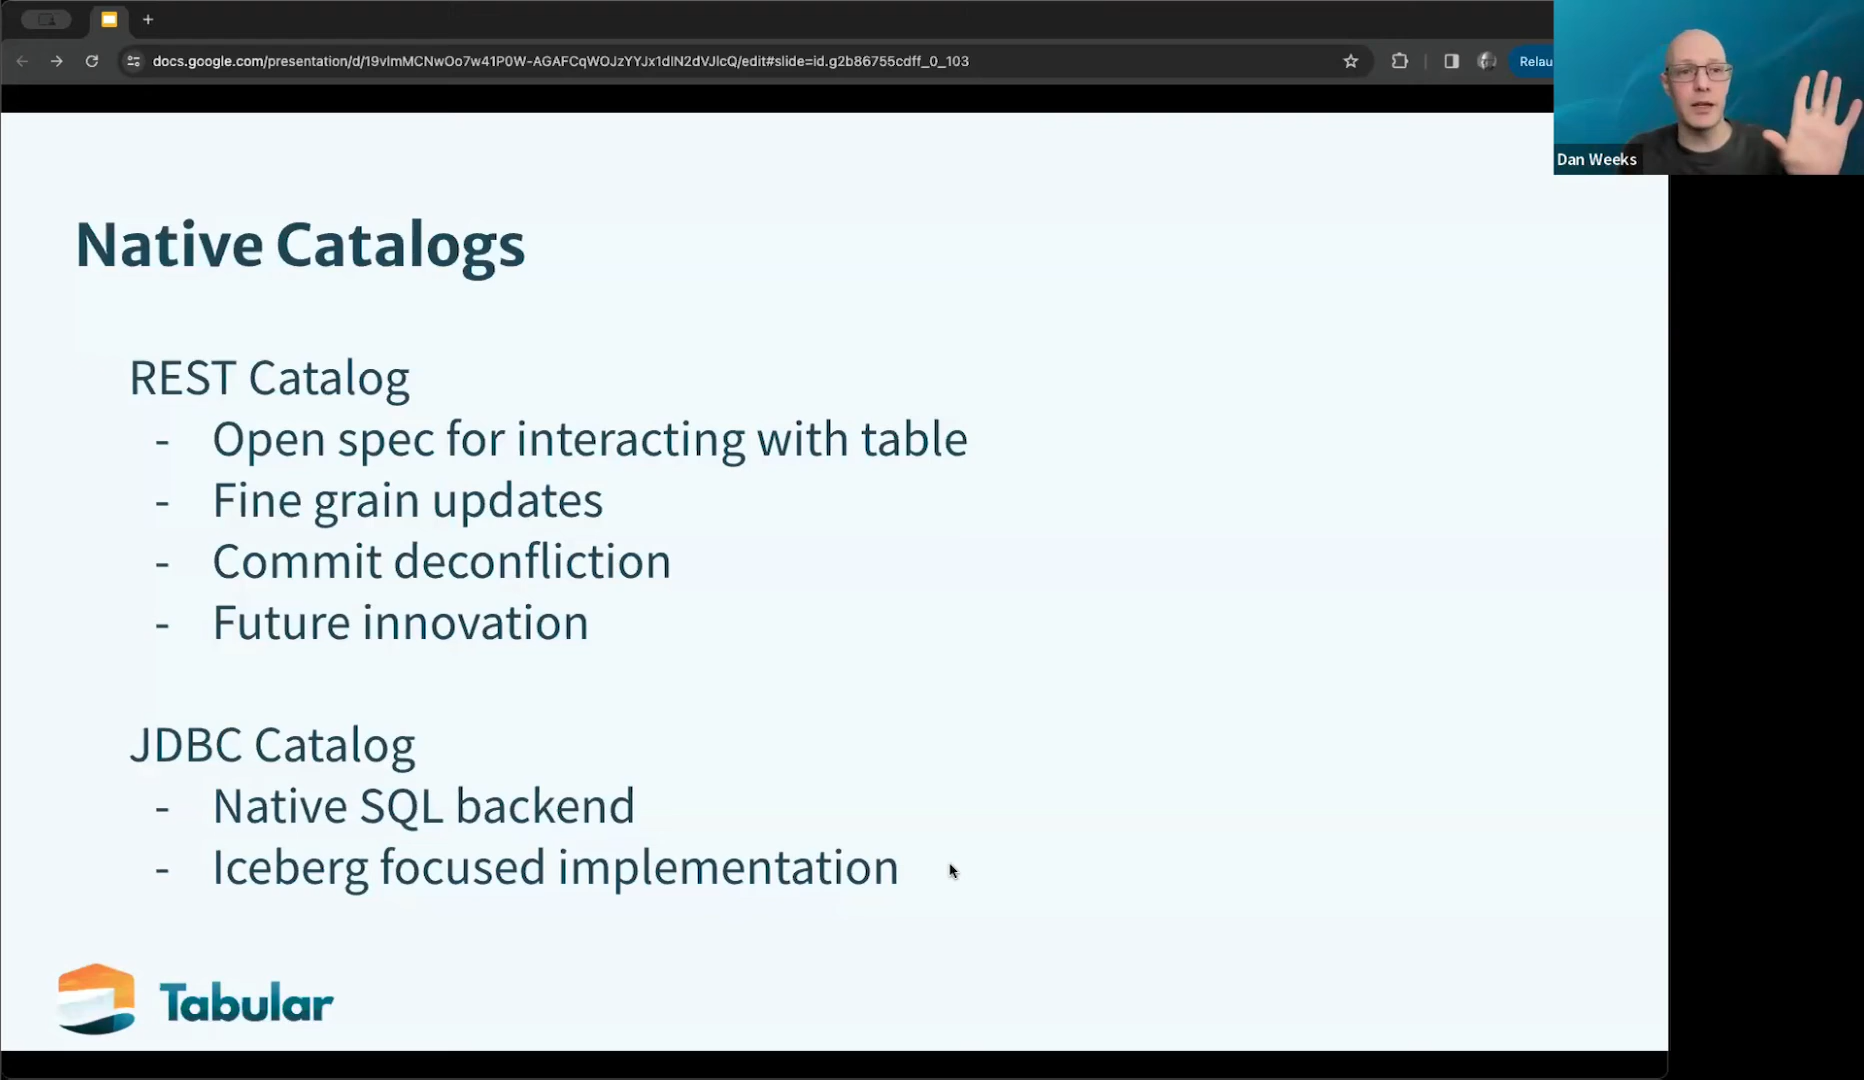 docs.google.com/presentation/d/19vlmMCNwOo7w41P0W-AGAFCqWOJzYYJx1dIN2dVJlcQ/edit#slide=id.g2b86755cdff_0_103
Relau
Dan Weeks
Native Catalogs
REST Catalog
- Open spec for interacting with table
- Fine grain updates
- Commit deconfliction
- Future innovation
JDBC Catalog
- Native SQL backend
- Iceberg focused implementation
Tabular